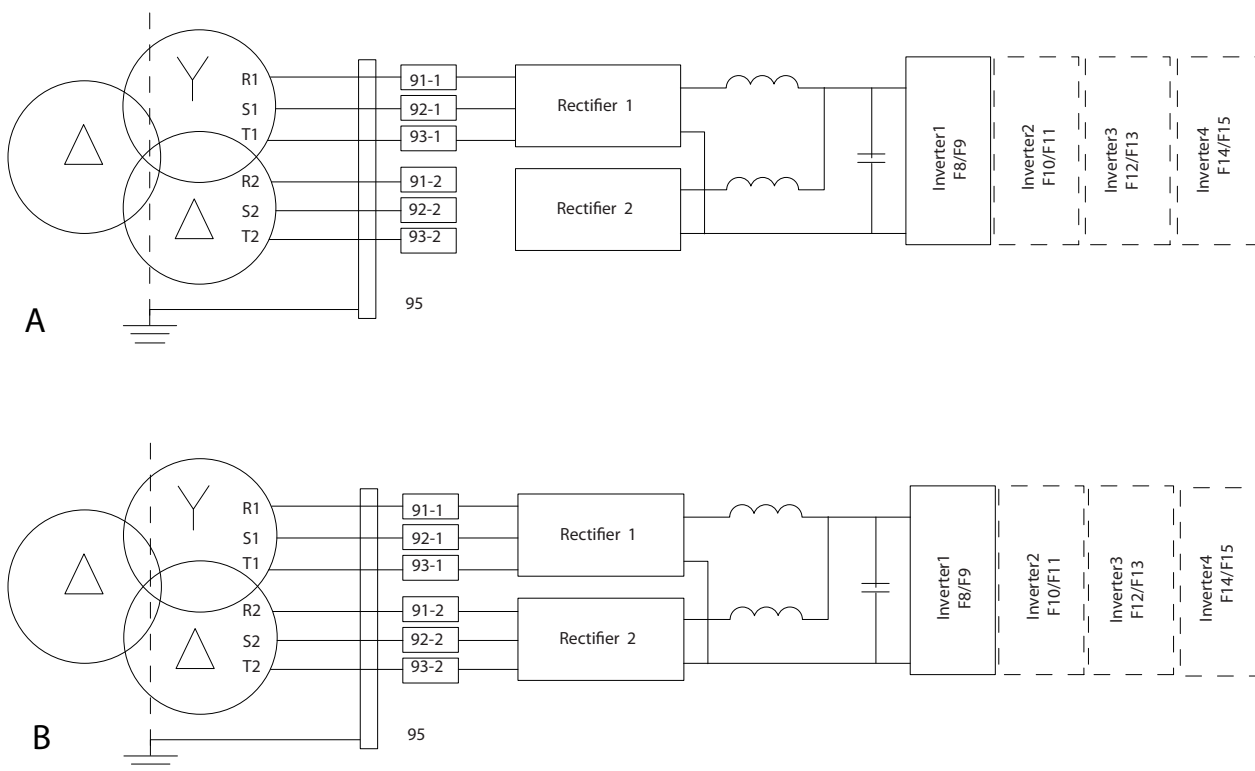 R1
91-1
S1
92-1
T1
93-1
Rectifier 1
R2
91-2
S2
92-2
T2
93-2
Rectifier 2
Inverter1
F8/F9
Inverter2
F10/F11
Inverter3
F12/F13
Inverter4
F14/F15
95
A
R1
91-1
S1
92-1
T1
93-1
Rectifier 1
R2
91-2
S2
92-2
T2
93-2
Rectifier 2
Inverter1
F8/F9
Inverter2
F10/F11
Inverter3
F12/F13
Inverter4
F14/F15
95
B